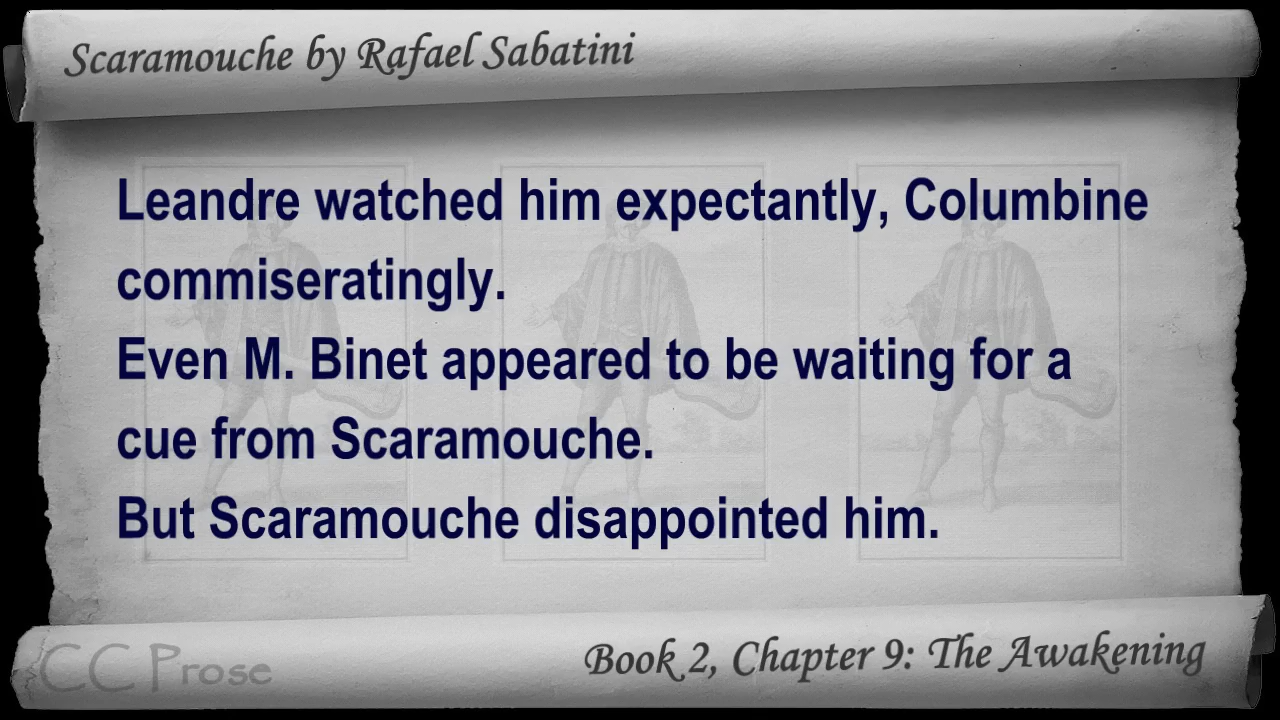 Scaramouche by Rafael Sabatini
Leandre watched him expectantly, Columbine
commiseratingly.
Even M. Binet appeared to be waiting for a
cue from Scaramouche.
But Scaramouche disappointed him.
CC Prose
Book 2, Chapter 9: The Awakening